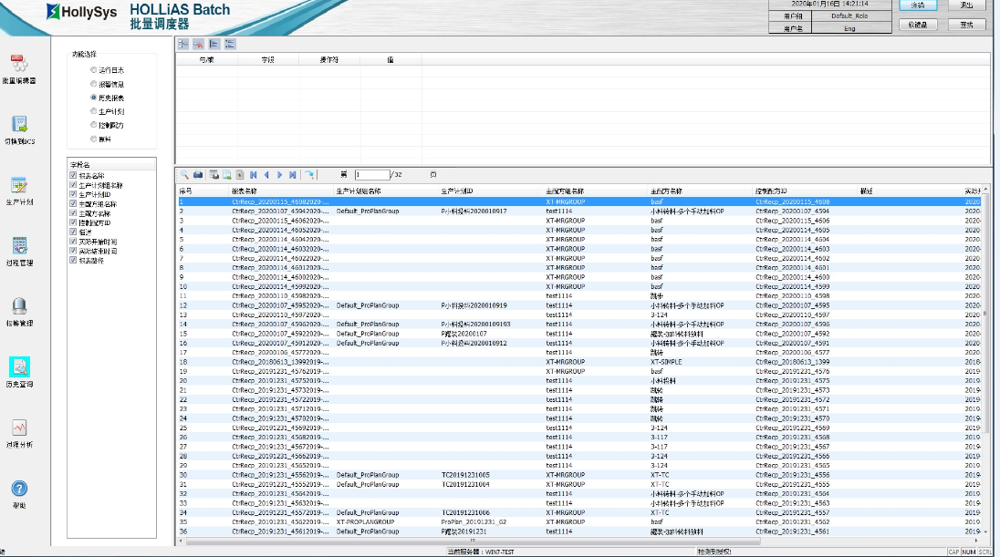 HollySys
HOLLiAS Batch
批量调度器
2020年01月16日 14:21:14
用户组 Default_Role
用户名 Eng
注销 退出
软键盘 查找
批量编辑器
切换到DCS
生产计划
过程管理
报警管理
历史查询
过程分析
帮助
功能选择
运行日志
报警信息
历史报表
生产计划
控制配方
原料
字段名
报表名称
生产计划组名称
生产计划ID
主配方组名称
主配方名称
控制配方ID
描述
实际开始时间
实际结束时间
报表路径
与/或 字段 操作符 值
第 1 /32 页
序号 报表名称 生产计划组名称 生产计划ID 主配方组名称 主配方名称 控制配方ID 描述 实际开
1 CtrRecp_20200115_46082020-... XT-MRGROUP basf CtrRecp_20200115_4608 2020-
2 CtrRecp_20200107_45942020-... Default_ProPlanGroup P小料投料2020010917 test1114 小料转料-多个手动加料OP CtrRecp_20200107_4594 2020-
3 CtrRecp_20200115_46062020-... XT-MRGROUP basf CtrRecp_20200115_4606 2020-
4 CtrRecp_20200114_46052020-... XT-MRGROUP basf CtrRecp_20200114_4605 2020-
5 CtrRecp_20200114_46042020-... XT-MRGROUP basf CtrRecp_20200114_4604 2020-
6 CtrRecp_20200114_46032020-... XT-MRGROUP basf CtrRecp_20200114_4603 2020-
7 CtrRecp_20200114_46022020-... XT-MRGROUP basf CtrRecp_20200114_4602 2020-
8 CtrRecp_20200114_46012020-... XT-MRGROUP basf CtrRecp_20200114_4601 2020-
9 CtrRecp_20200114_46002020-... XT-MRGROUP basf CtrRecp_20200114_4600 2020-
10 CtrRecp_20200114_45992020-... XT-MRGROUP basf CtrRecp_20200114_4599 2020-
11 CtrRecp_20200110_45982020-... test1114 跳步 CtrRecp_20200110_4598 2020-
12 CtrRecp_20200107_45952020-... Default_ProPlanGroup P小料投料2020010919 test1114 小料转料-多个手动加料OP CtrRecp_20200107_4595 2020-
13 CtrRecp_20200110_45972020-... test1114 3-124 CtrRecp_20200110_4597 2020-
14 CtrRecp_20200107_45962020-... Default_ProPlanGroup P小料投料20200109193 test1114 小料转料-多个手动加料OP CtrRecp_20200107_4596 2020-
15 CtrRecp_20200107_45922020-... Default_ProPlanGroup P罐装20200107 test1114 罐装-加料转料放料 CtrRecp_20200107_4592 2020-
16 CtrRecp_20200107_45912020-... Default_ProPlanGroup P小料投料2020010912 test1114 小料转料-多个手动加料OP CtrRecp_20200107_4591 2020-
17 CtrRecp_20200106_45772020-... test1114 跳转 CtrRecp_20200106_4577 2020-
18 CtrRecp_20180613_13992019-... XT-MRGROUP XT-SIMPLE CtrRecp_20180613_1399 2018-
19 CtrRecp_20191231_45762019-... XT-MRGROUP basf CtrRecp_20191231_4576 2019-
20 CtrRecp_20191231_45752019-... test1114 小料投料 CtrRecp_20191231_4575 2019-
21 CtrRecp_20191231_45732019-... test1114 跳转 CtrRecp_20191231_4573 2019-
22 CtrRecp_20191231_45722019-... test1114 跳转 CtrRecp_20191231_4572 2019-
23 CtrRecp_20191231_45712019-... test1114 跳转 CtrRecp_20191231_4571 2019-
24 CtrRecp_20191231_45702019-... test1114 跳转 CtrRecp_20191231_4570 2019-
25 CtrRecp_20191231_45692019-... test1114 3-124 CtrRecp_20191231_4569 2019-
26 CtrRecp_20191231_45682019-... test1114 3-117 CtrRecp_20191231_4568 2019-
27 CtrRecp_20191231_45672019-... test1114 3-117 CtrRecp_20191231_4567 2019-
28 CtrRecp_20191231_45662019-... test1114 3-124 CtrRecp_20191231_4566 2019-
29 CtrRecp_20191231_45652019-... test1114 3-124 CtrRecp_20191231_4565 2019-
30 CtrRecp_20191231_45562019-... Default_ProPlanGroup TC20191231005 XT-MRGROUP XT-TC CtrRecp_20191231_4556 2019-
31 CtrRecp_20191231_45552019-... Default_ProPlanGroup TC20191231004 XT-MRGROUP XT-TC CtrRecp_20191231_4555 2019-
32 CtrRecp_20191231_45642019-... test1114 小料转料-多个手动加料OP CtrRecp_20191231_4564 2019-
33 CtrRecp_20191231_45632019-... test1114 小料转料-多个手动加料OP CtrRecp_20191231_4563 2019-
34 CtrRecp_20191231_45572019-... Default_ProPlanGroup TC20191231006 XT-MRGROUP XT-TC CtrRecp_20191231_4557 2019-
35 CtrRecp_20191231_45622019-... XT-PROPLANGROUP ProPlan_20191231_62 XT-MRGROUP basf CtrRecp_20191231_4562 2019-
36 CtrRecp_20191231_45612019-... Default_ProPlanGroup P罐装20191231 test1114 罐装-加料转料放料 CtrRecp_20191231_4561 2019-
当前服务器：WIN7-TEST 检测到授权! CAP NUM SCRL